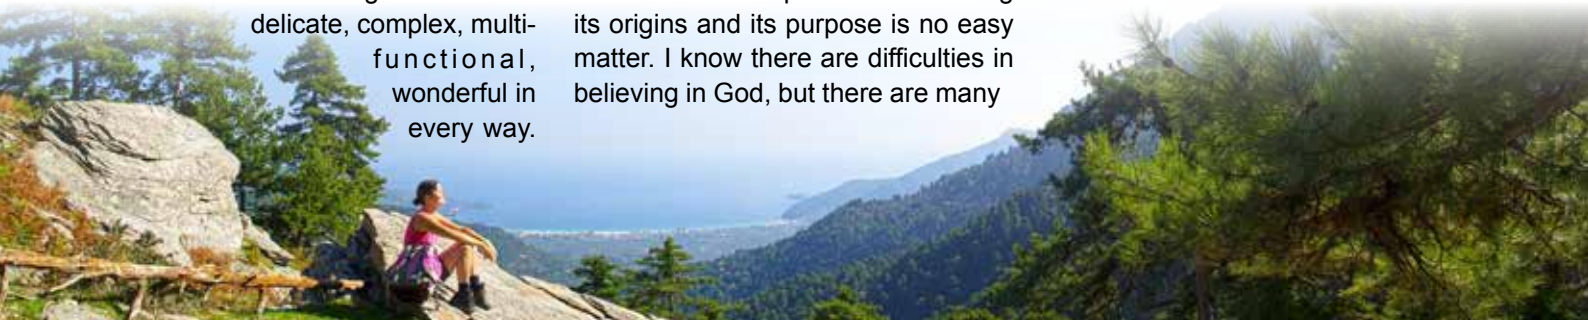 delicate, complex, multi-
functional,
wonderful in
every way.
its origins and its purpose is no easy
matter. I know there are difficulties in
believing in God, but there are many